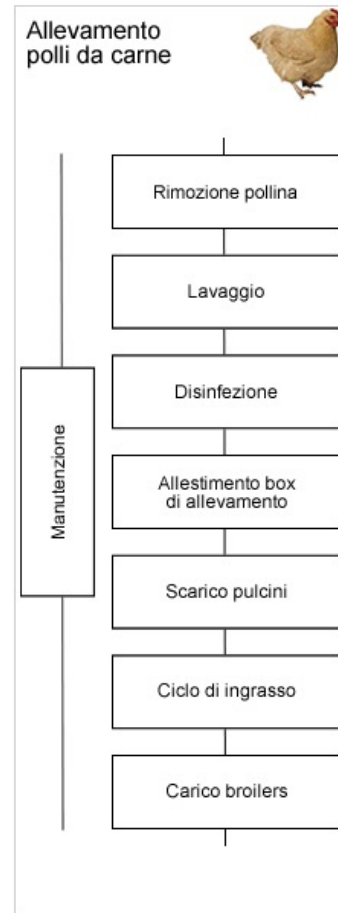 Allevamento
polli da carne
Rimozione pollina
Lavaggio
Disinfezione
Manutenzione
Allestimento box
di allevamento
Scarico pulcini
Ciclo di ingrasso
Carico broilers